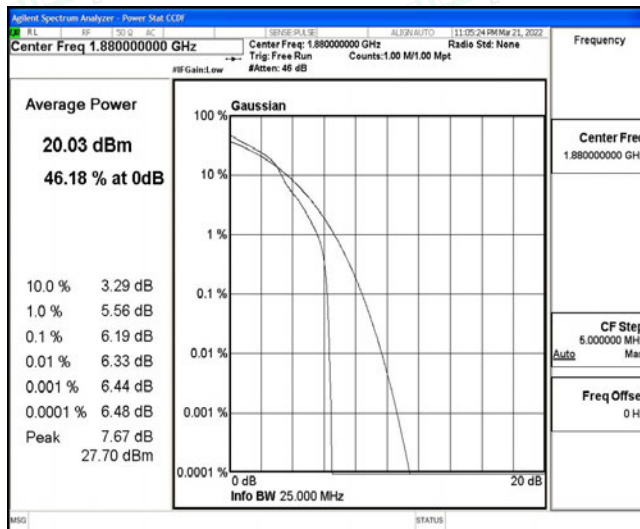 Agilent Spectrum Analyzer - Power Stat CCDF
RL RF 50 Ω AC SENSE:PULSE ALIGN AUTO 11:05:24 PM Mar 21, 2022
Center Freq 1.880000000 GHz
Center Freq: 1.880000000 GHz Radio Std: None
Trig: Free Run Counts:1.00 M/1.00 Mpt
#IFGain:Low #Atten: 46 dB
Frequency
Average Power
20.03 dBm
46.18 % at 0dB
10.0 % 3.29 dB
1.0 % 5.56 dB
0.1 % 6.19 dB
0.01 % 6.33 dB
0.001 % 6.44 dB
0.0001 % 6.48 dB
Peak 7.67 dB
27.70 dBm
Gaussian
100 %
10 %
1 %
0.1 %
0.01 %
0.001 %
0.0001 %
0 dB 20 dB
Info BW 25.000 MHz
Center Fre
1.880000000 GH
CF Step
5.000000 MH
Auto Ma
Freq Offse
0 H
MSG STATUS